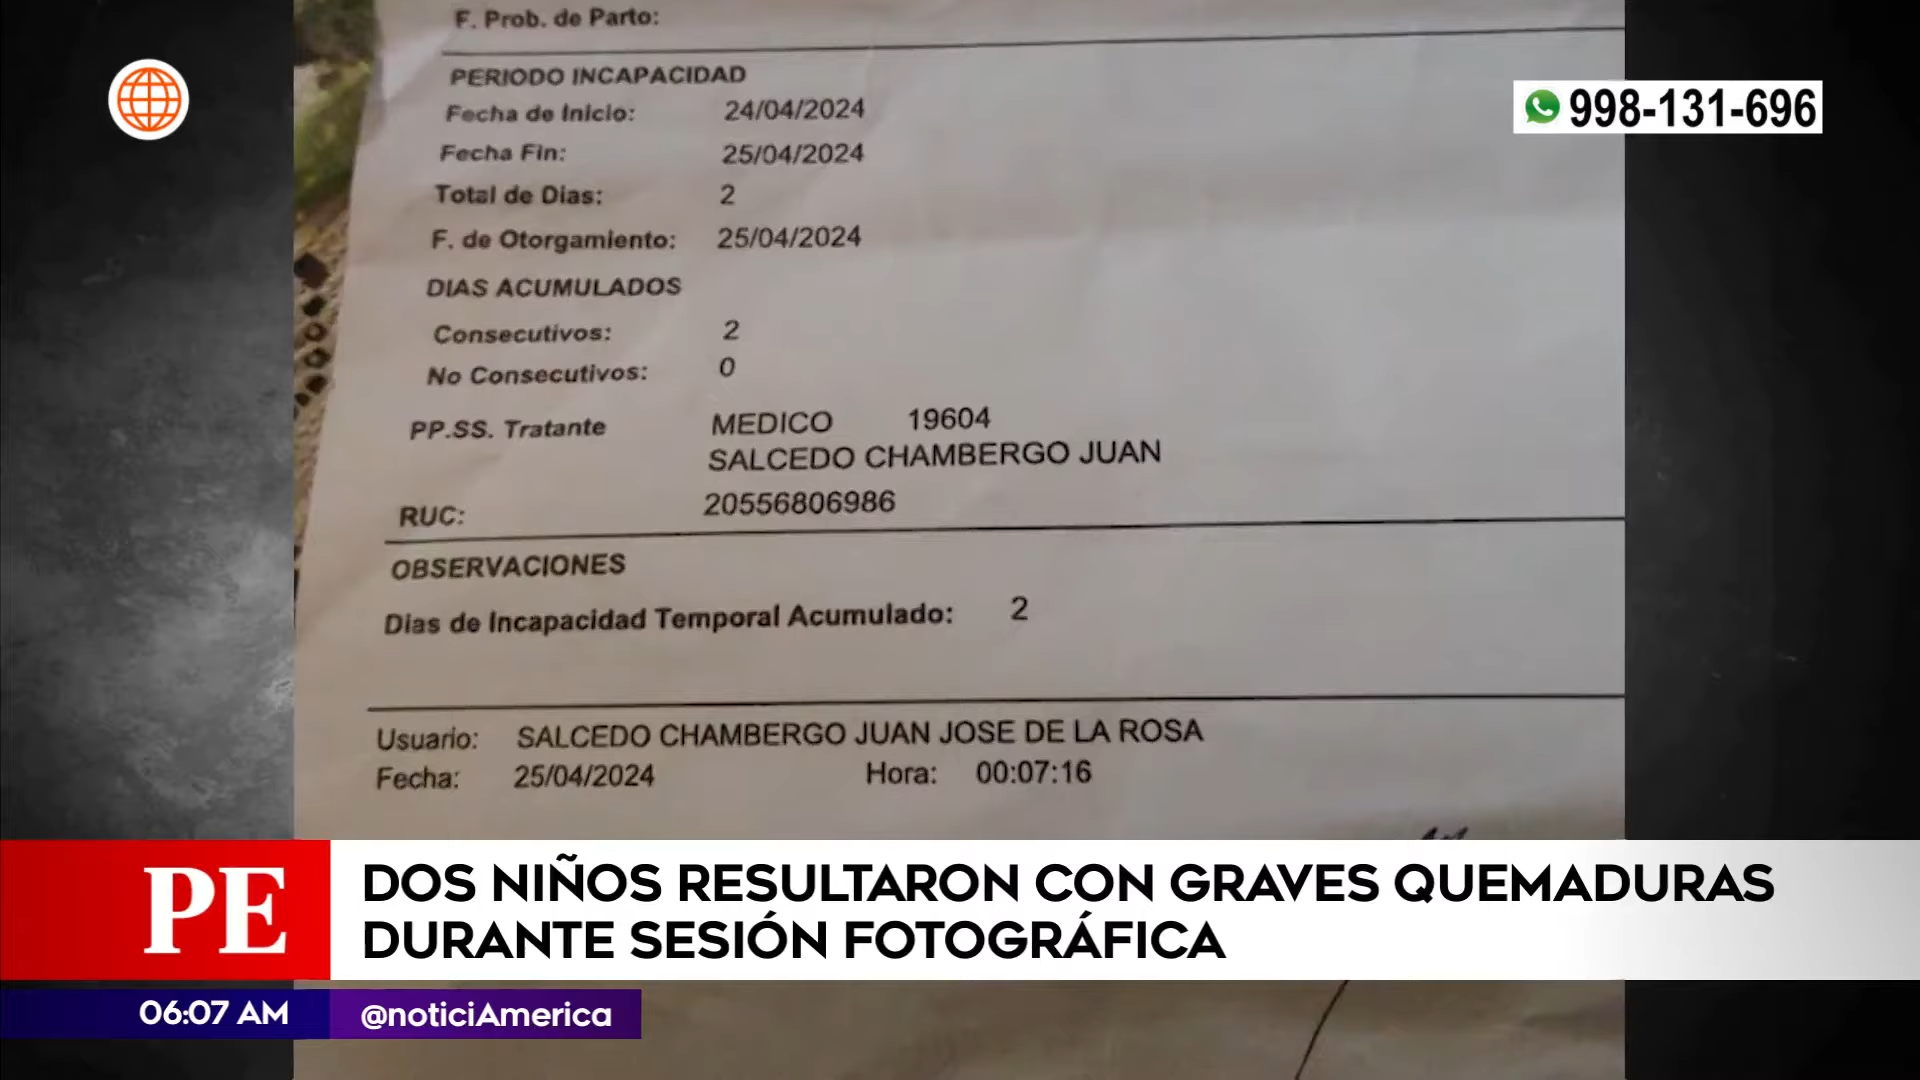 F. Prob. de Parto:
998-131-696
PERIODO INCAPACIDAD
Fecha de Inicio: 24/04/2024
Fecha Fin: 25/04/2024
Total de Dias: 2
F. de Otorgamiento: 25/04/2024
DIAS ACUMULADOS
Consecutivos: 2
No Consecutivos: 0
PP.SS. Tratante MEDICO 19604
SALCEDO CHAMBERGO JUAN
RUC: 20556806986
OBSERVACIONES
Dias de Incapacidad Temporal Acumulado: 2
Usuario: SALCEDO CHAMBERGO JUAN JOSE DE LA ROSA
Fecha: 25/04/2024 Hora: 00:07:16
PE
DOS NIÑOS RESULTARON CON GRAVES QUEMADURAS
DURANTE SESIÓN FOTOGRÁFICA
06:07 AM @noticiAmerica